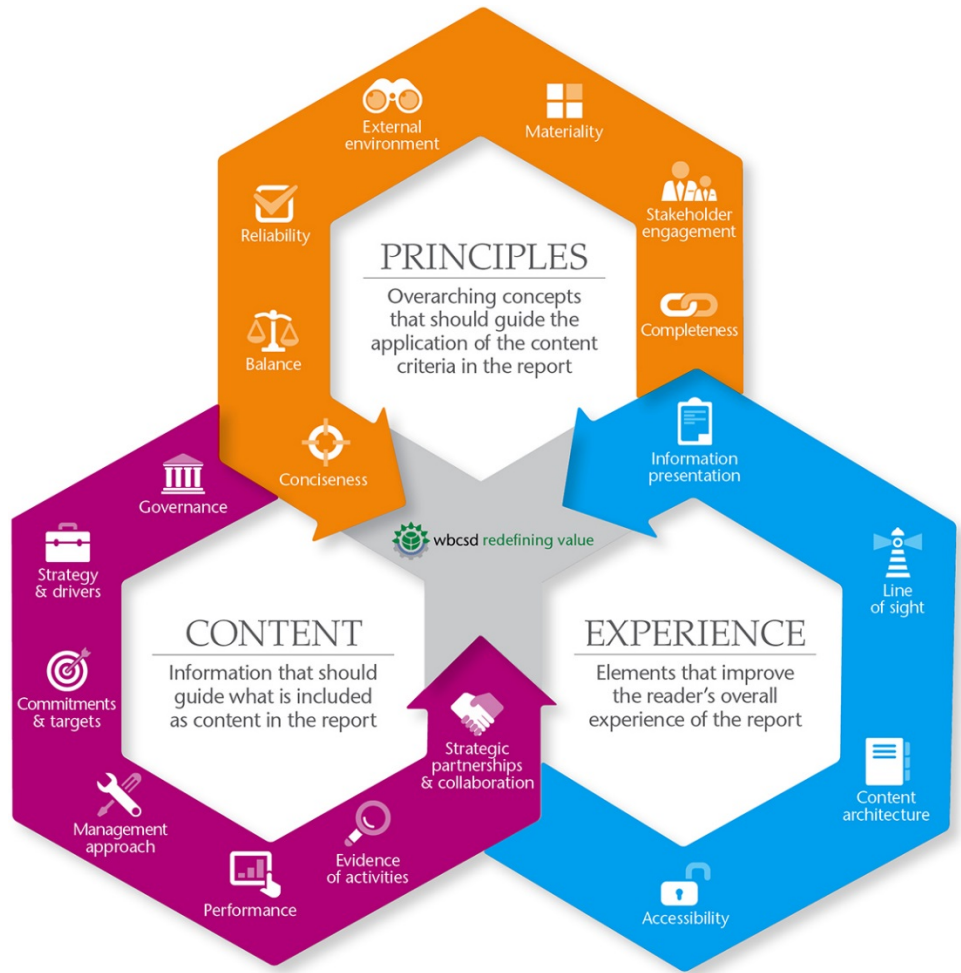 External
environment
Materiality
Stakeholder
engagement
Reliability
PRINCIPLES
Overarching concepts
that should guide the
application of the content
criteria in the report
Completeness
Balance
Conciseness
Information
presentation
Governance
wbcsd redefining value
Strategy
& drivers
Line
of sight
CONTENT
Information that should
guide what is included
as content in the report
EXPERIENCE
Elements that improve
the reader's overall
experience of the report
Commitments
& targets
Strategic
partnerships
& collaboration
Content
architecture
Management
approach
Evidence
of activities
Performance
Accessibility